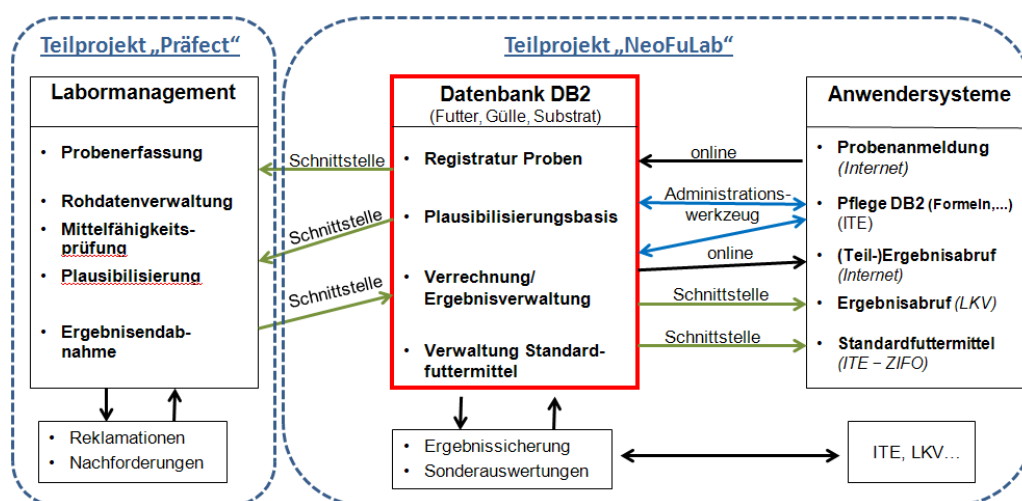 Teilprojekt „Präfect“
Labormanagement
• Probenerfassung
• Rohdatenverwaltung
• Mittelfähigkeits-
prüfung
• Plausibilisierung
• Ergebnisendab-
nahme
• Reklamationen
• Nachforderungen
Schnittstelle
Schnittstelle
Schnittstelle
Teilprojekt „NeoFuLab“
Datenbank DB2
(Futter, Gülle, Substrat)
• Registratur Proben
• Plausibilisierungsbasis
• Verrechnung/
Ergebnisverwaltung
• Verwaltung Standard-
futtermittel
• Ergebnissicherung
• Sonderauswertungen
online
Administrations-
werkzeug
online
Schnittstelle
Schnittstelle
Anwendersysteme
• Probenanmeldung
(Internet)
• Pflege DB2 (Formeln,...)
(ITE)
• (Teil-)Ergebnisabruf
(Internet)
• Ergebnisabruf (LKV)
• Standardfuttermittel
(ITE – ZIFO)
ITE, LKV...